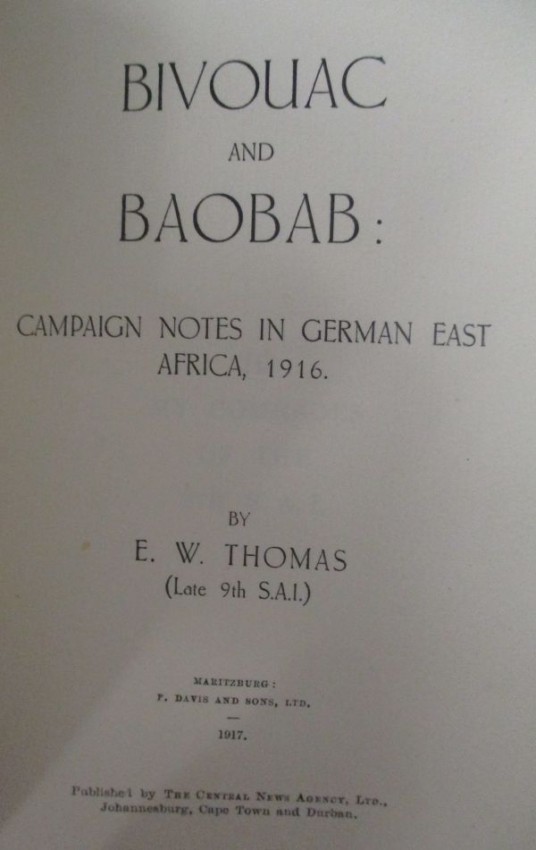 BIVOUAC
AND
BAOBAB:
CAMPAIGN NOTES IN GERMAN EAST
AFRICA, 1916.
BY
E. W. THOMAS
(Late 9th S.A.I.)
MARITZBURG:
P. DAVIS AND SONS, LTD.
—
1917.
Published by THE CENTRAL NEWS AGENCY, LTD.,
Johannesburg, Cape Town and Durban.